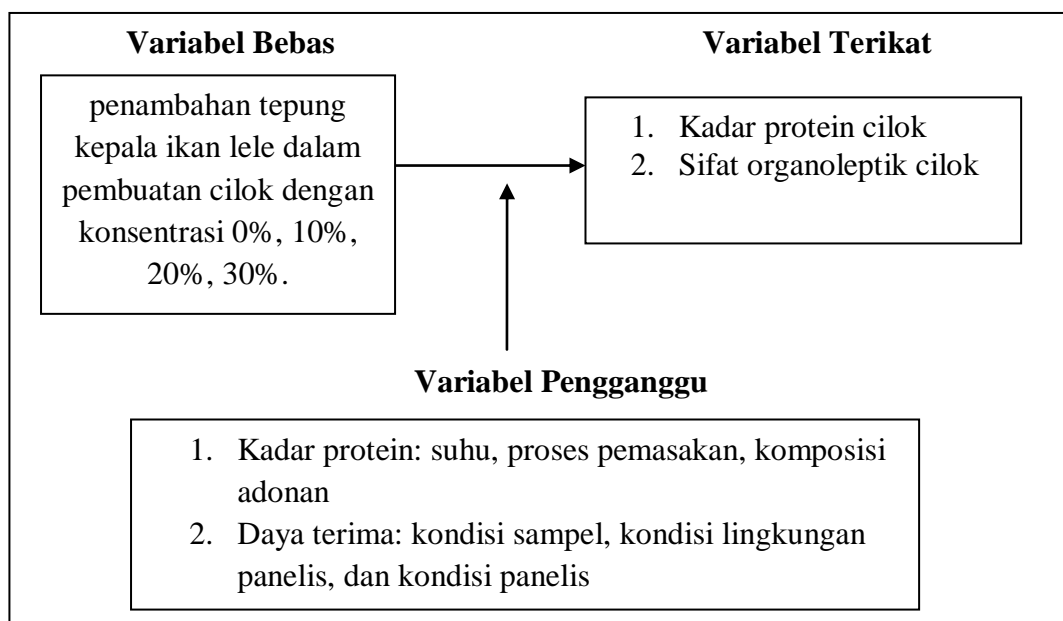 Variabel Bebas
penambahan tepung
kepala ikan lele dalam
pembuatan cilok dengan
konsentrasi 0%, 10%,
20%, 30%.
Variabel Terikat
1. Kadar protein cilok
2. Sifat organoleptik cilok
Variabel Pengganggu
1. Kadar protein: suhu, proses pemasakan, komposisi
adonan
2. Daya terima: kondisi sampel, kondisi lingkungan
panelis, dan kondisi panelis